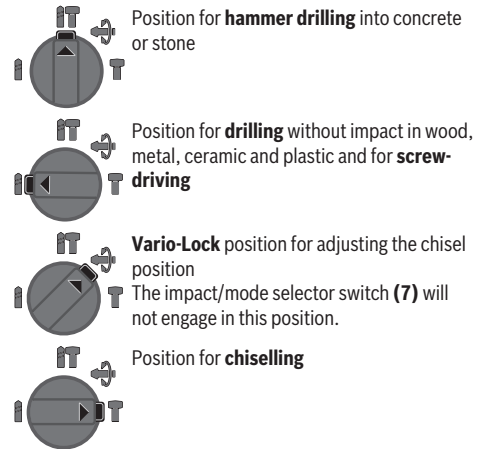 Position for hammer drilling into concrete
or stone
Position for drilling without impact in wood,
metal, ceramic and plastic and for screw-
driving
Vario-Lock position for adjusting the chisel
position
The impact/mode selector switch (7) will
not engage in this position.
Position for chiselling